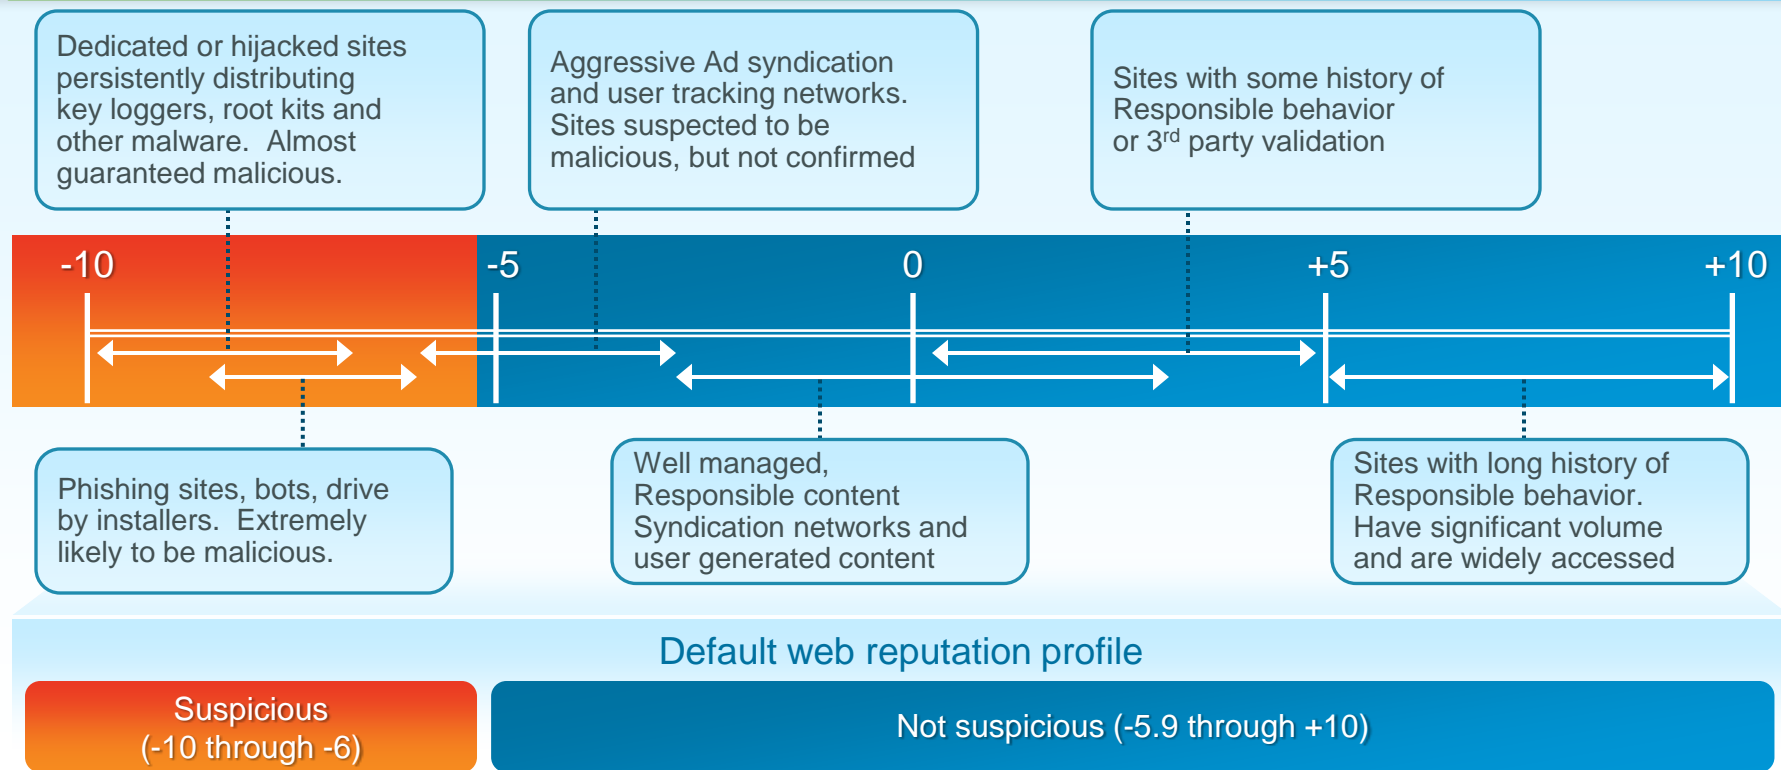 Dedicated or hijacked sites
persistently distributing
key loggers, root kits and
other malware.  Almost
guaranteed malicious.
Aggressive Ad syndication
and user tracking networks.
Sites suspected to be
malicious, but not confirmed
Sites with some history of
Responsible behavior
or 3rd party validation
-10
-5
0
+5
+10
Phishing sites, bots, drive
by installers.  Extremely
likely to be malicious.
Well managed,
Responsible content
Syndication networks and
user generated content
Sites with long history of
Responsible behavior.
Have significant volume
and are widely accessed
Default web reputation profile
Suspicious
(-10 through -6)
Not suspicious (-5.9 through +10)